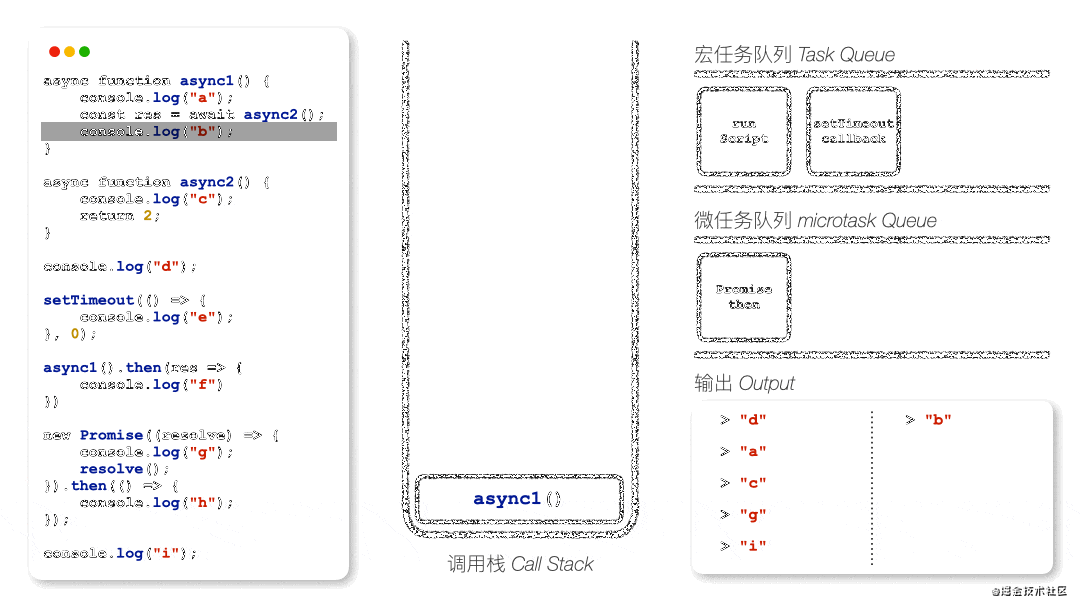 async function async1() {
    console.log("a");
    const res = await async2();
    console.log("b");
}
async function async2() {
    console.log("c");
    return 2;
}
console.log("d");
setTimeout(() => {
    console.log("e");
}, 0);
async1().then(res => {
    console.log("f")
})
new Promise((resolve) => {
    console.log("g");
    resolve();
}).then(() => {
    console.log("h");
});
console.log("i");
async1()
调用栈 Call Stack
宏任务队列 Task Queue
run
Script
setTimeout
callback
微任务队列 microtask Queue
Promise
then
输出 Output
> "d"
> "a"
> "c"
> "g"
> "i"
> "b"
@掘金技术社区